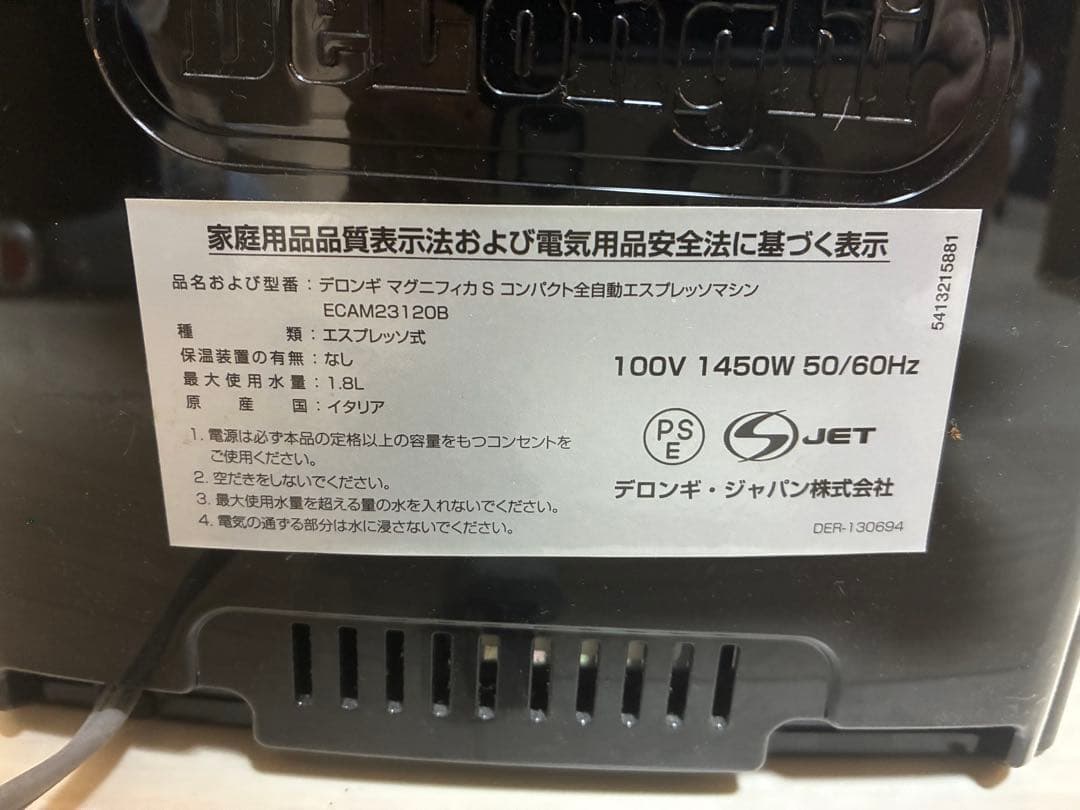 DeLonghi
家庭用品品質表示法および電気用品安全法に基づく表示
品名および型番：デロンギ マグニフィカ S コンパクト全自動エスプレッソマシン
ECAM23120B
種類：エスプレッソ式
保温装置の有無：なし
最大使用水量：1.8L
原産国：イタリア
1. 電源は必ず本品の定格以上の容量をもつコンセントを
ご使用ください。
2. 空だきをしないでください。
3. 最大使用水量を超える量の水を入れないでください。
4. 電気の通ずる部分は水に浸さないでください。
100V 1450W 50/60Hz
PSE
JET
デロンギ・ジャパン株式会社
DER-130694
5413215881